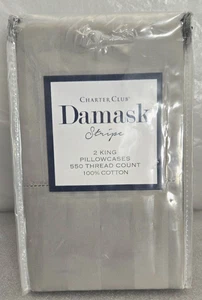 CHARTER CLUB
Damask
Stripe
2 KING
PILLOWCASES
550 THREAD COUNT
100% COTTON